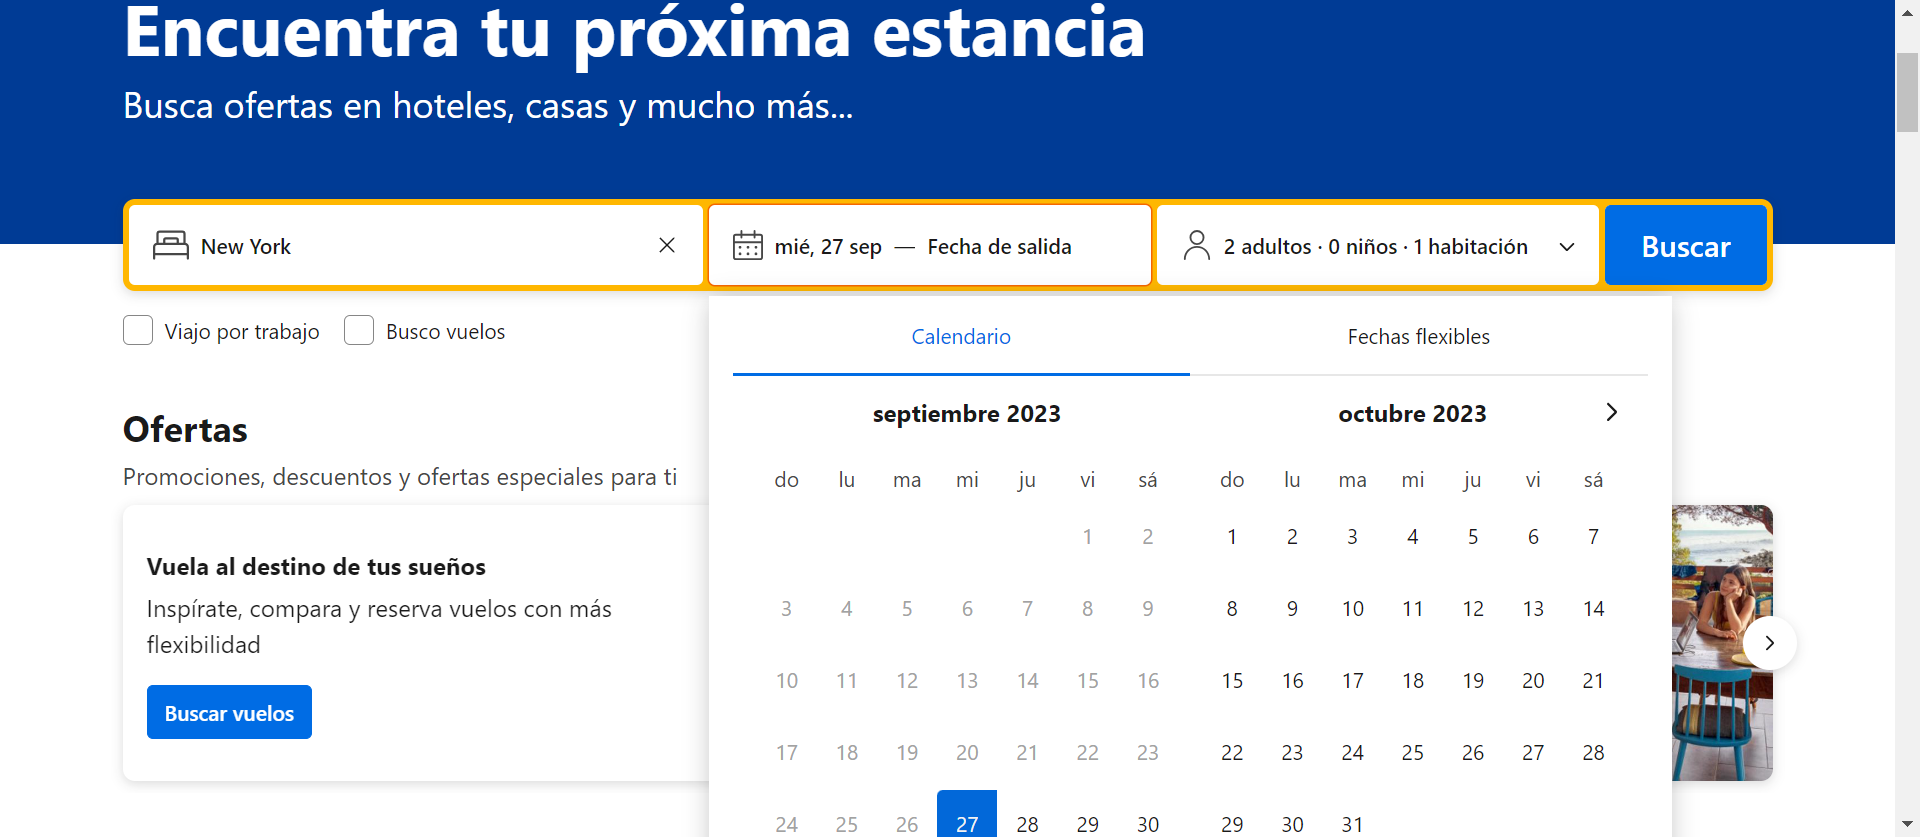 Encuentra tu próxima estancia
Busca ofertas en hoteles, casas y mucho más...
New York
mié, 27 sep — Fecha de salida
2 adultos · 0 niños · 1 habitación
Buscar
Viajo por trabajo
Busco vuelos
Calendario
Fechas flexibles
Ofertas
Promociones, descuentos y ofertas especiales para ti
Vuela al destino de tus sueños
Inspírate, compara y reserva vuelos con más
flexibilidad
Buscar vuelos
septiembre 2023
do lu ma mi ju vi sá
1 2
3 4 5 6 7 8 9
10 11 12 13 14 15 16
17 18 19 20 21 22 23
24 25 26 27 28 29 30
octubre 2023
do lu ma mi ju vi sá
1 2 3 4 5 6 7
8 9 10 11 12 13 14
15 16 17 18 19 20 21
22 23 24 25 26 27 28
29 30 31